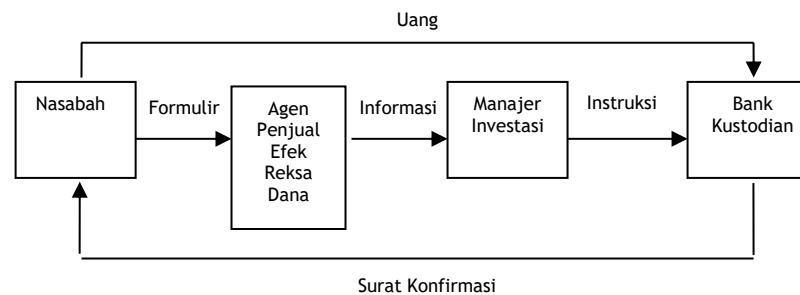 Uang
Nasabah
Formulir
Agen
Penjual
Efek
Reksa
Dana
Informasi
Manajer
Investasi
Instruksi
Bank
Kustodian
Surat Konfirmasi